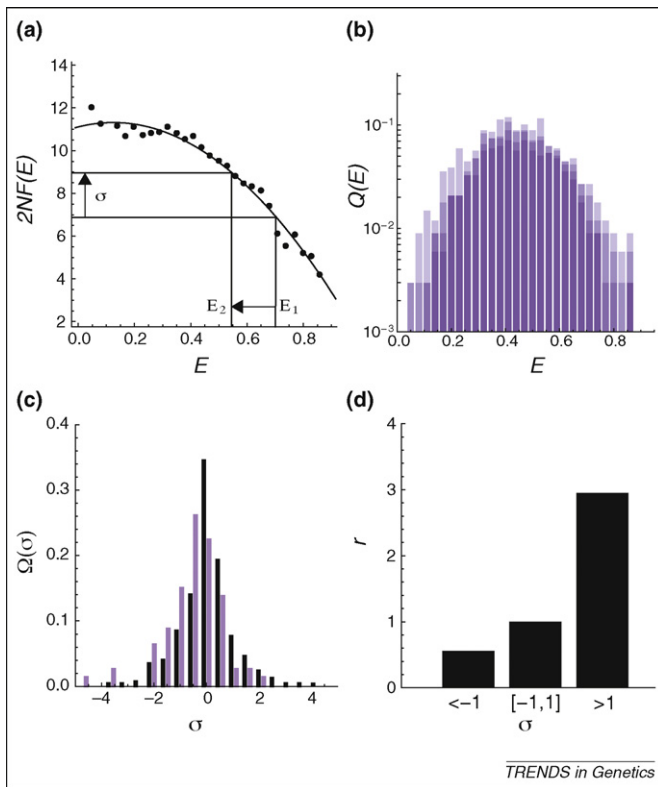 (a)
14
12
10
8
6
4
2
2NF(E)
σ
E₂ E₁
0.0 0.2 0.4 0.6 0.8
E
(b)
10⁻¹
10⁻²
10⁻³
Q(E)
0.0 0.2 0.4 0.6 0.8
E
(c)
0.4
0.3
0.2
0.1
0.0
Ω(σ)
−4 −2 0 2 4
σ
(d)
4
3
2
1
0
r
<−1 [−1,1] >1
σ
TRENDS in Genetics